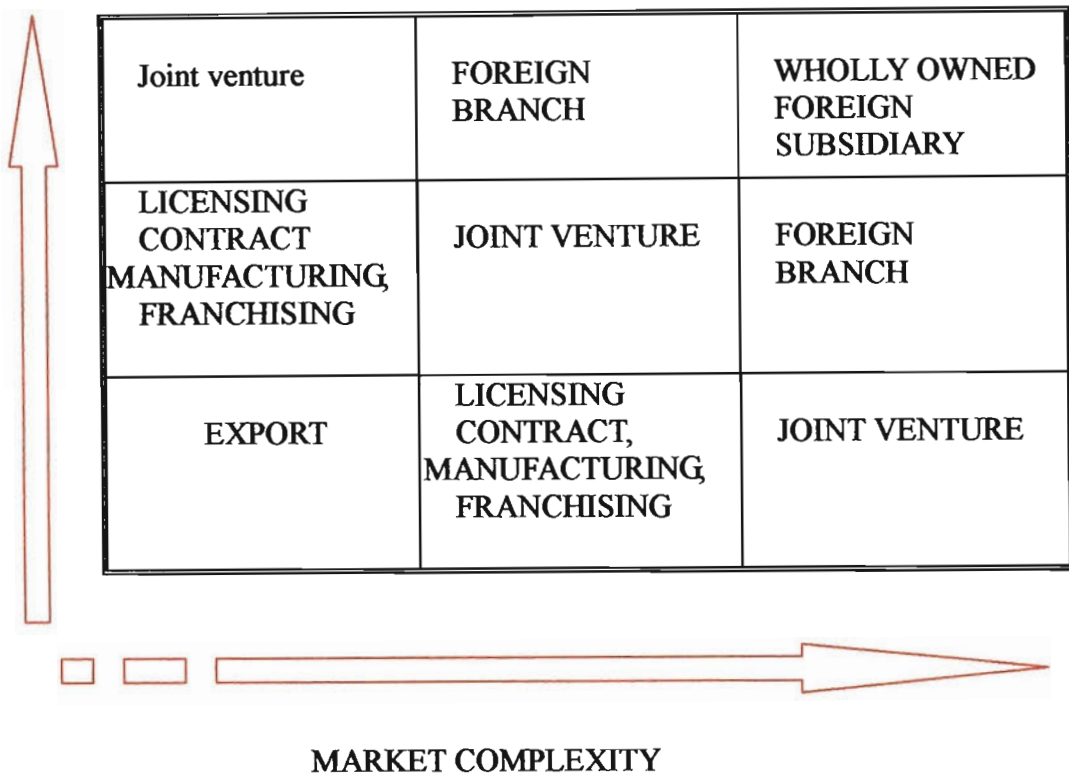 Joint venture
FOREIGN
BRANCH
WHOLLY OWNED
FOREIGN
SUBSIDIARY
LICENSING
CONTRACT
MANUFACTURING,
FRANCHISING
JOINT VENTURE
FOREIGN
BRANCH
EXPORT
LICENSING
CONTRACT,
MANUFACTURING,
FRANCHISING
JOINT VENTURE
MARKET COMPLEXITY